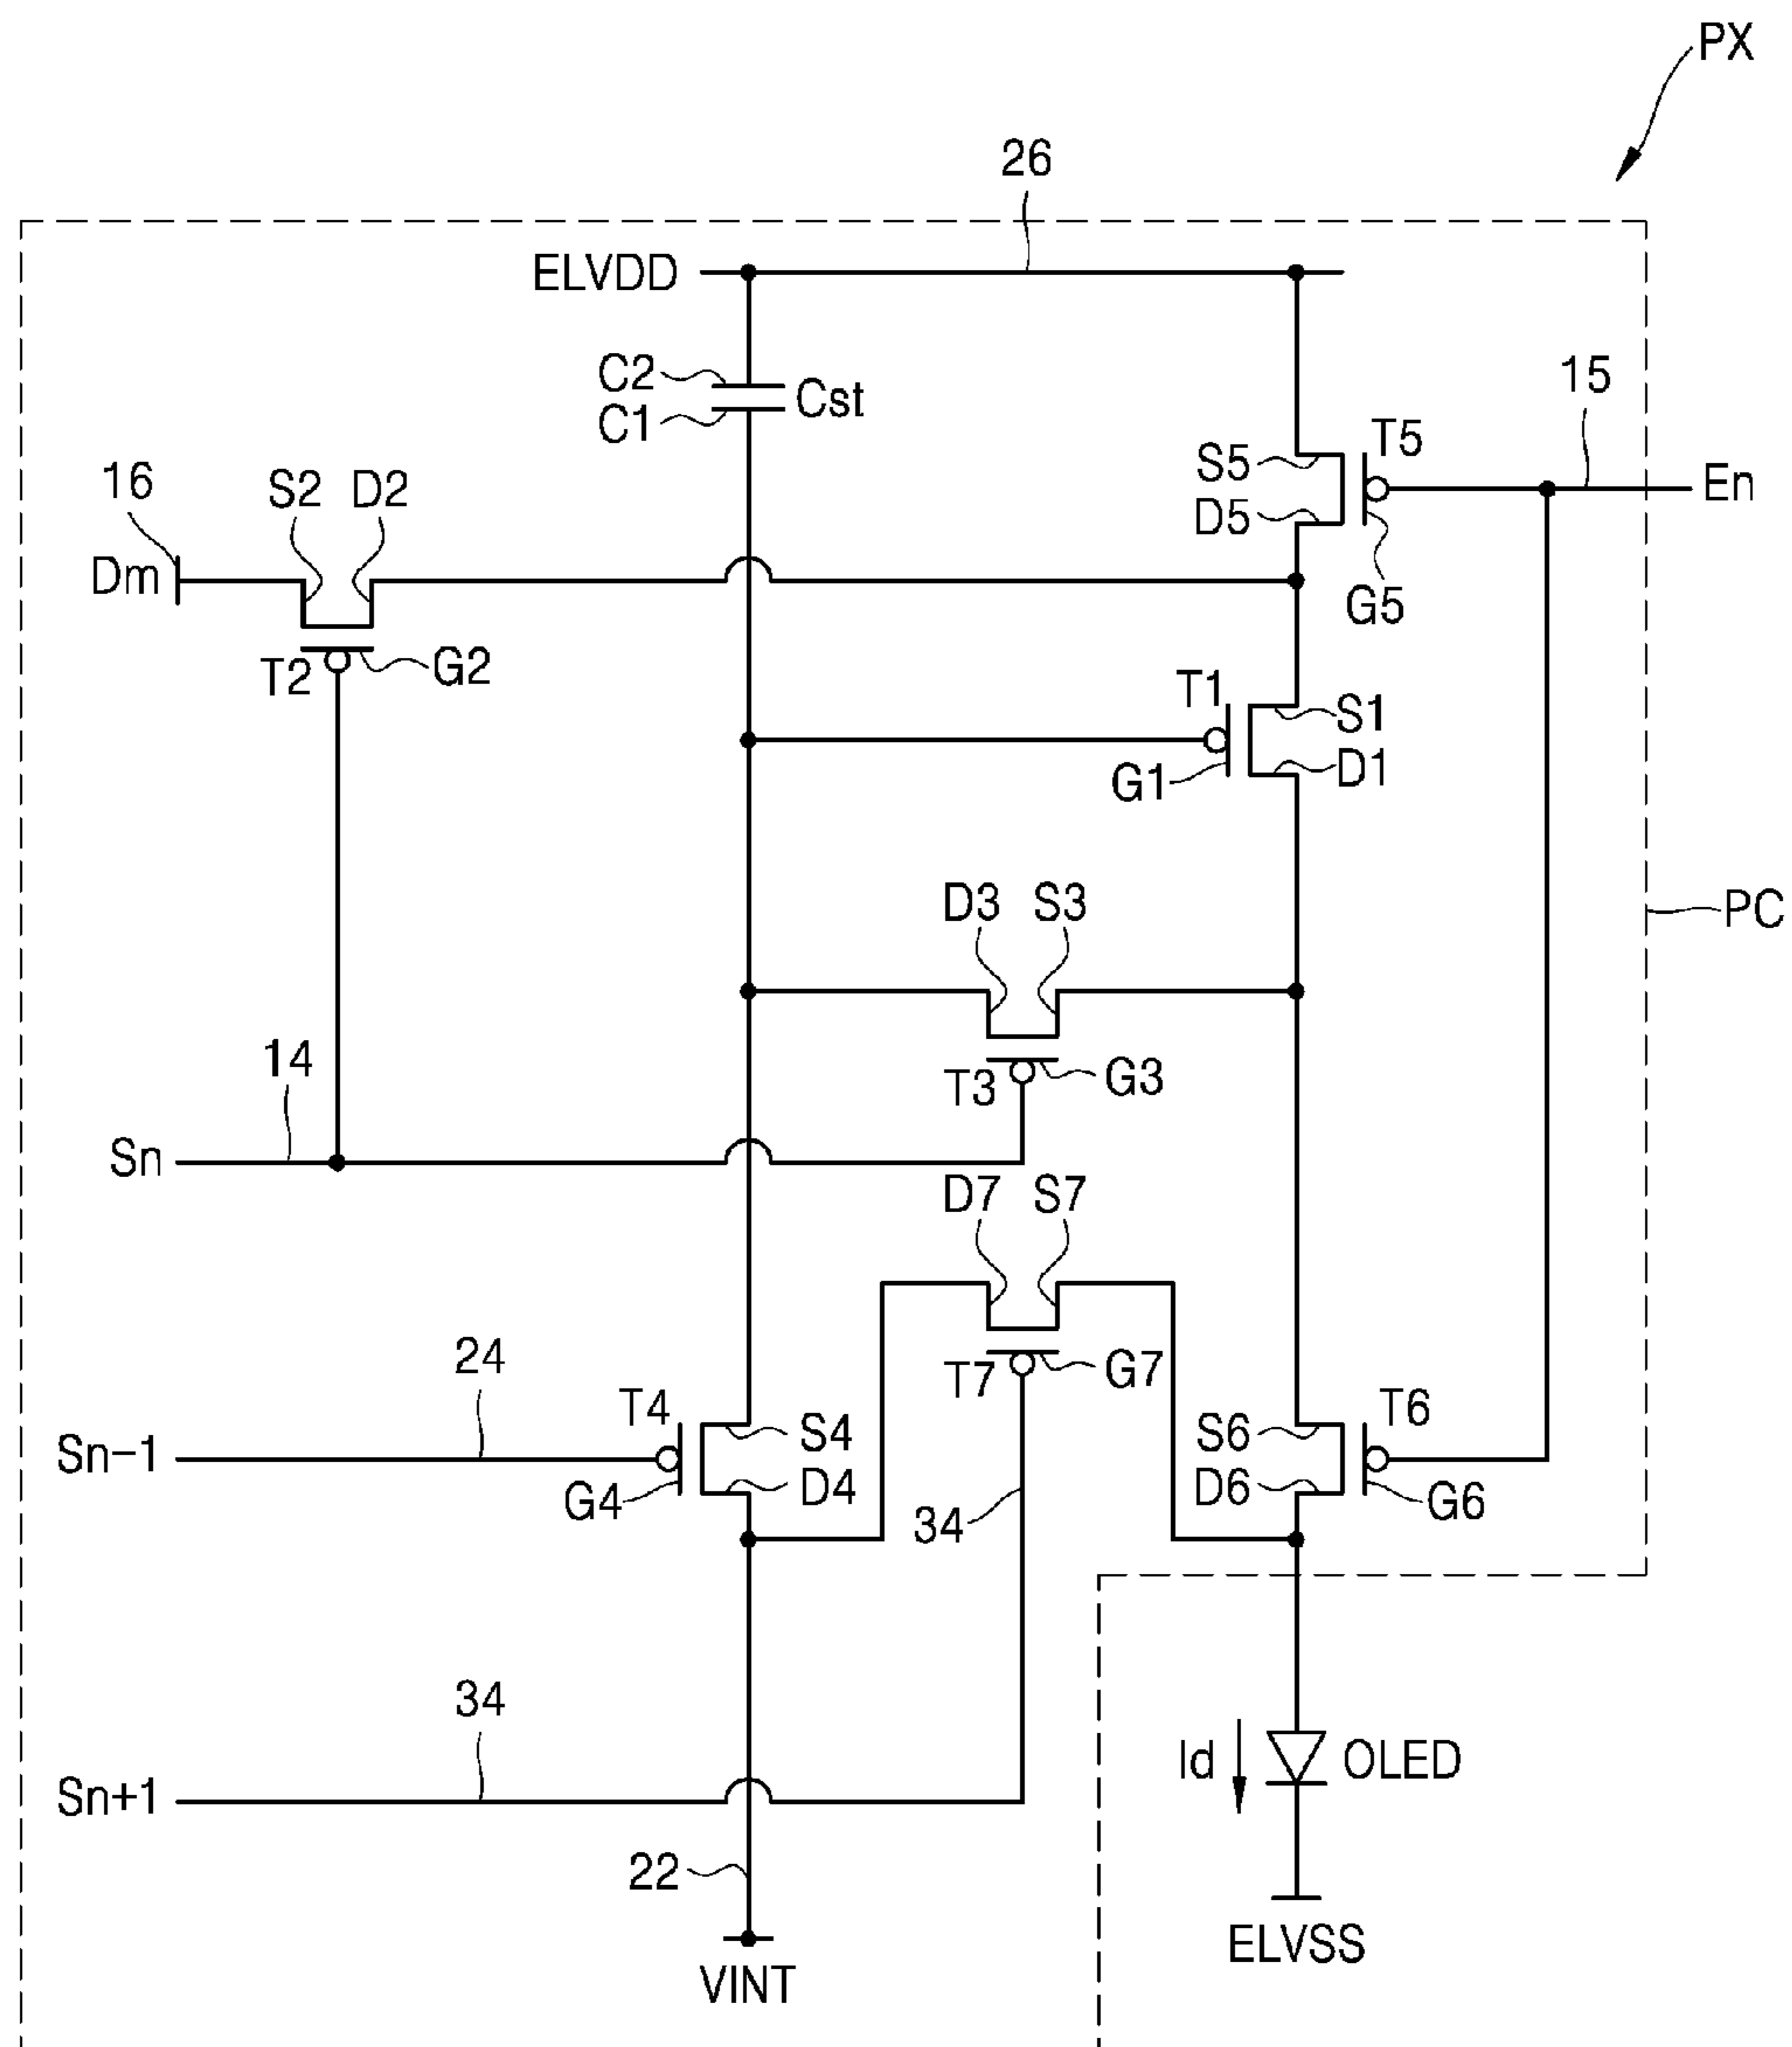 PX
26
ELVDD
C2
C1
Cst
15
T5
S5
D5
En
16
S2 D2
Dm
G5
T2
G2
T1
S1
G1
D1
D3 S3
PC
14
T3
G3
Sn
D7 S7
24
T4
T7
G7
T6
Sn-1
S4
S6
G4
D4
34
D6
G6
34
Sn+1
Id
OLED
22
ELVSS
VINT